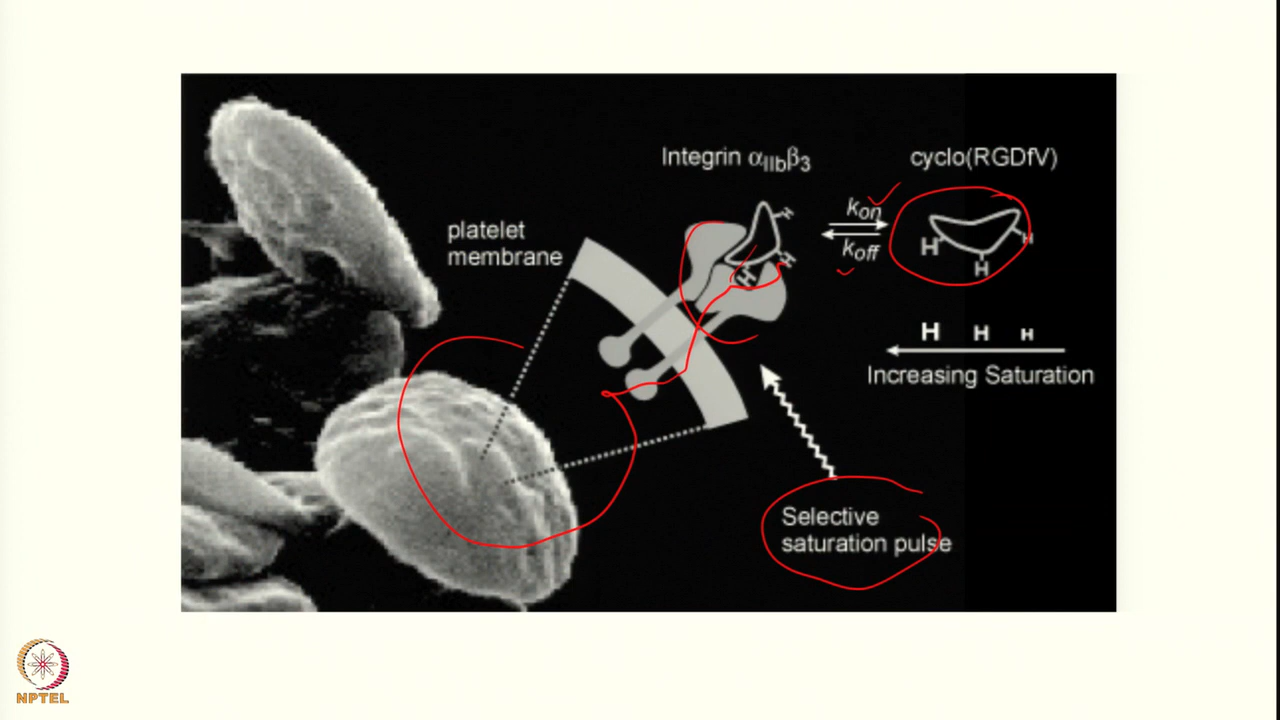 Integrin αIIbβ3
cyclo(RGDfV)
platelet
membrane
kon
koff
H
H
H
H
H
H
H H H
Increasing Saturation
Selective
saturation pulse
NPTEL